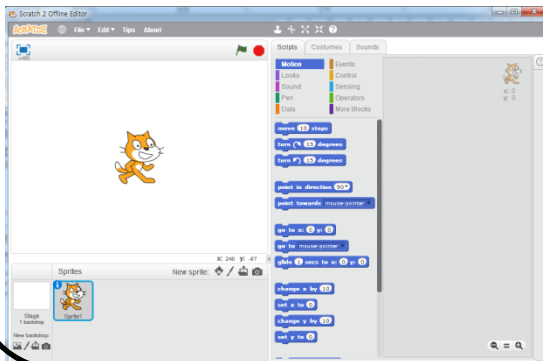 Scratch 2 Offline Editor
SCRATCH File Edit Tips About
Scripts Costumes Sounds
Motion Events
Looks Control
Sound Sensing
Pen Operators
Data More Blocks
x: 0
y: 0
move 10 steps
turn 15 degrees
turn 15 degrees
point in direction 90
point towards mouse-pointer
go to x: 0 y: 0
go to mouse-pointer
glide 1 secs to x: 0 y: 0
change x by 10
set x to 0
change y by 10
set y to 0
X: 240 Y: -87
Sprites New sprite:
Stage
1 backdrop
Sprite1
New backdrop